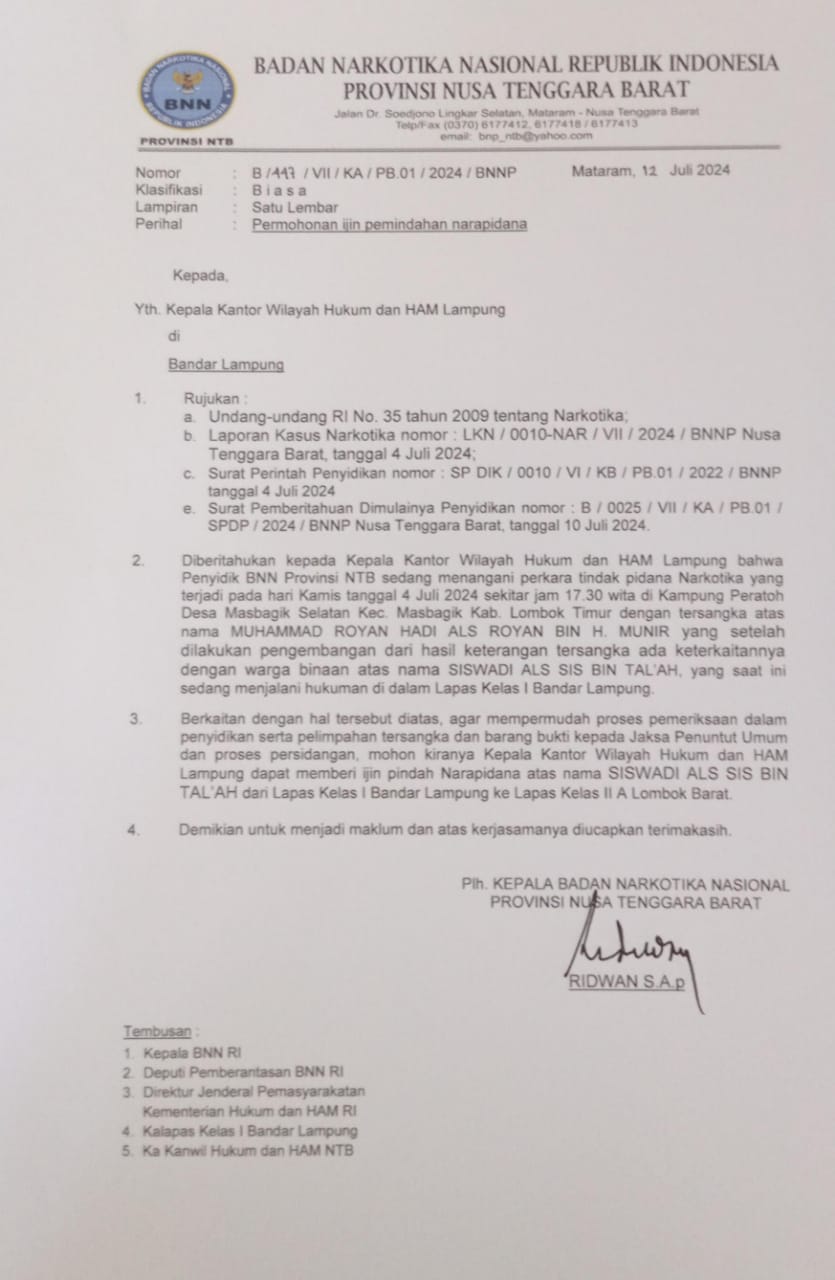 BADAN NARKOTIKA NASIONAL REPUBLIK INDONESIA
PROVINSI NUSA TENGGARA BARAT
Jalan Dr. Soedjono Lingkar Selatan, Mataram - Nusa Tenggara Barat
Telp/Fax (0370) 6177412, 6177418 / 6177413
email: bnp_ntb@yahoo.com
BADAN NARKOTIKA NASIONAL
BNN
REPUBLIK INDONESIA
PROVINSI NTB
Nomor : B / 447 / VII / KA / PB.01 / 2024 / BNNP Mataram, 12 Juli 2024
Klasifikasi : B i a s a
Lampiran : Satu Lembar
Perihal : Permohonan ijin pemindahan narapidana
Kepada,
Yth. Kepala Kantor Wilayah Hukum dan HAM Lampung
di
Bandar Lampung
1. Rujukan :
a. Undang-undang RI No. 35 tahun 2009 tentang Narkotika;
b. Laporan Kasus Narkotika nomor : LKN / 0010-NAR / VII / 2024 / BNNP Nusa
Tenggara Barat, tanggal 4 Juli 2024;
c. Surat Perintah Penyidikan nomor : SP DIK / 0010 / VI / KB / PB.01 / 2022 / BNNP
tanggal 4 Juli 2024
e. Surat Pemberitahuan Dimulainya Penyidikan nomor : B / 0025 / VII / KA / PB.01 /
SPDP / 2024 / BNNP Nusa Tenggara Barat, tanggal 10 Juli 2024.
2. Diberitahukan kepada Kepala Kantor Wilayah Hukum dan HAM Lampung bahwa
Penyidik BNN Provinsi NTB sedang menangani perkara tindak pidana Narkotika yang
terjadi pada hari Kamis tanggal 4 Juli 2024 sekitar jam 17.30 wita di Kampung Peratoh
Desa Masbagik Selatan Kec. Masbagik Kab. Lombok Timur dengan tersangka atas
nama MUHAMMAD ROYAN HADI ALS ROYAN BIN H. MUNIR yang setelah
dilakukan pengembangan dari hasil keterangan tersangka ada keterkaitannya
dengan warga binaan atas nama SISWADI ALS SIS BIN TAL'AH, yang saat ini
sedang menjalani hukuman di dalam Lapas Kelas I Bandar Lampung.
3. Berkaitan dengan hal tersebut diatas, agar mempermudah proses pemeriksaan dalam
penyidikan serta pelimpahan tersangka dan barang bukti kepada Jaksa Penuntut Umum
dan proses persidangan, mohon kiranya Kepala Kantor Wilayah Hukum dan HAM
Lampung dapat memberi ijin pindah Narapidana atas nama SISWADI ALS SIS BIN
TAL'AH dari Lapas Kelas I Bandar Lampung ke Lapas Kelas II A Lombok Barat.
4. Demikian untuk menjadi maklum dan atas kerjasamanya diucapkan terimakasih.
Plh. KEPALA BADAN NARKOTIKA NASIONAL
PROVINSI NUSA TENGGARA BARAT
RIDWAN S.A.p
Tembusan :
1. Kepala BNN RI
2. Deputi Pemberantasan BNN RI
3. Direktur Jenderal Pemasyarakatan
Kementerian Hukum dan HAM RI
4. Kalapas Kelas I Bandar Lampung
5. Ka Kanwil Hukum dan HAM NTB